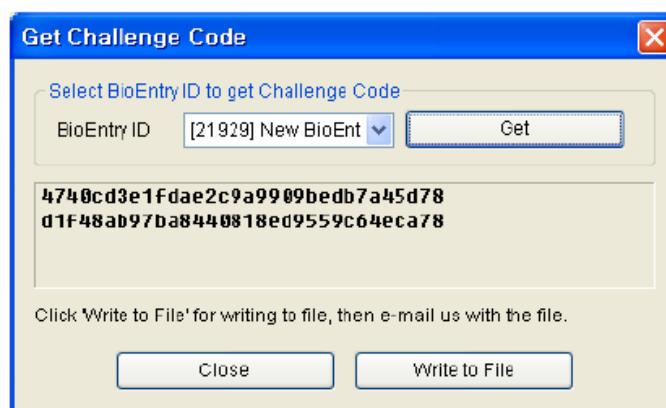 Get Challenge Code
Select BioEntry ID to get Challenge Code
BioEntry ID [21929] New BioEnt Get
4740cd3e1fdae2c9a9909bedb7a45d78
d1f48ab97ba8440818ed9559c64eca78
Click 'Write to File' for writing to file, then e-mail us with the file.
Close Write to File